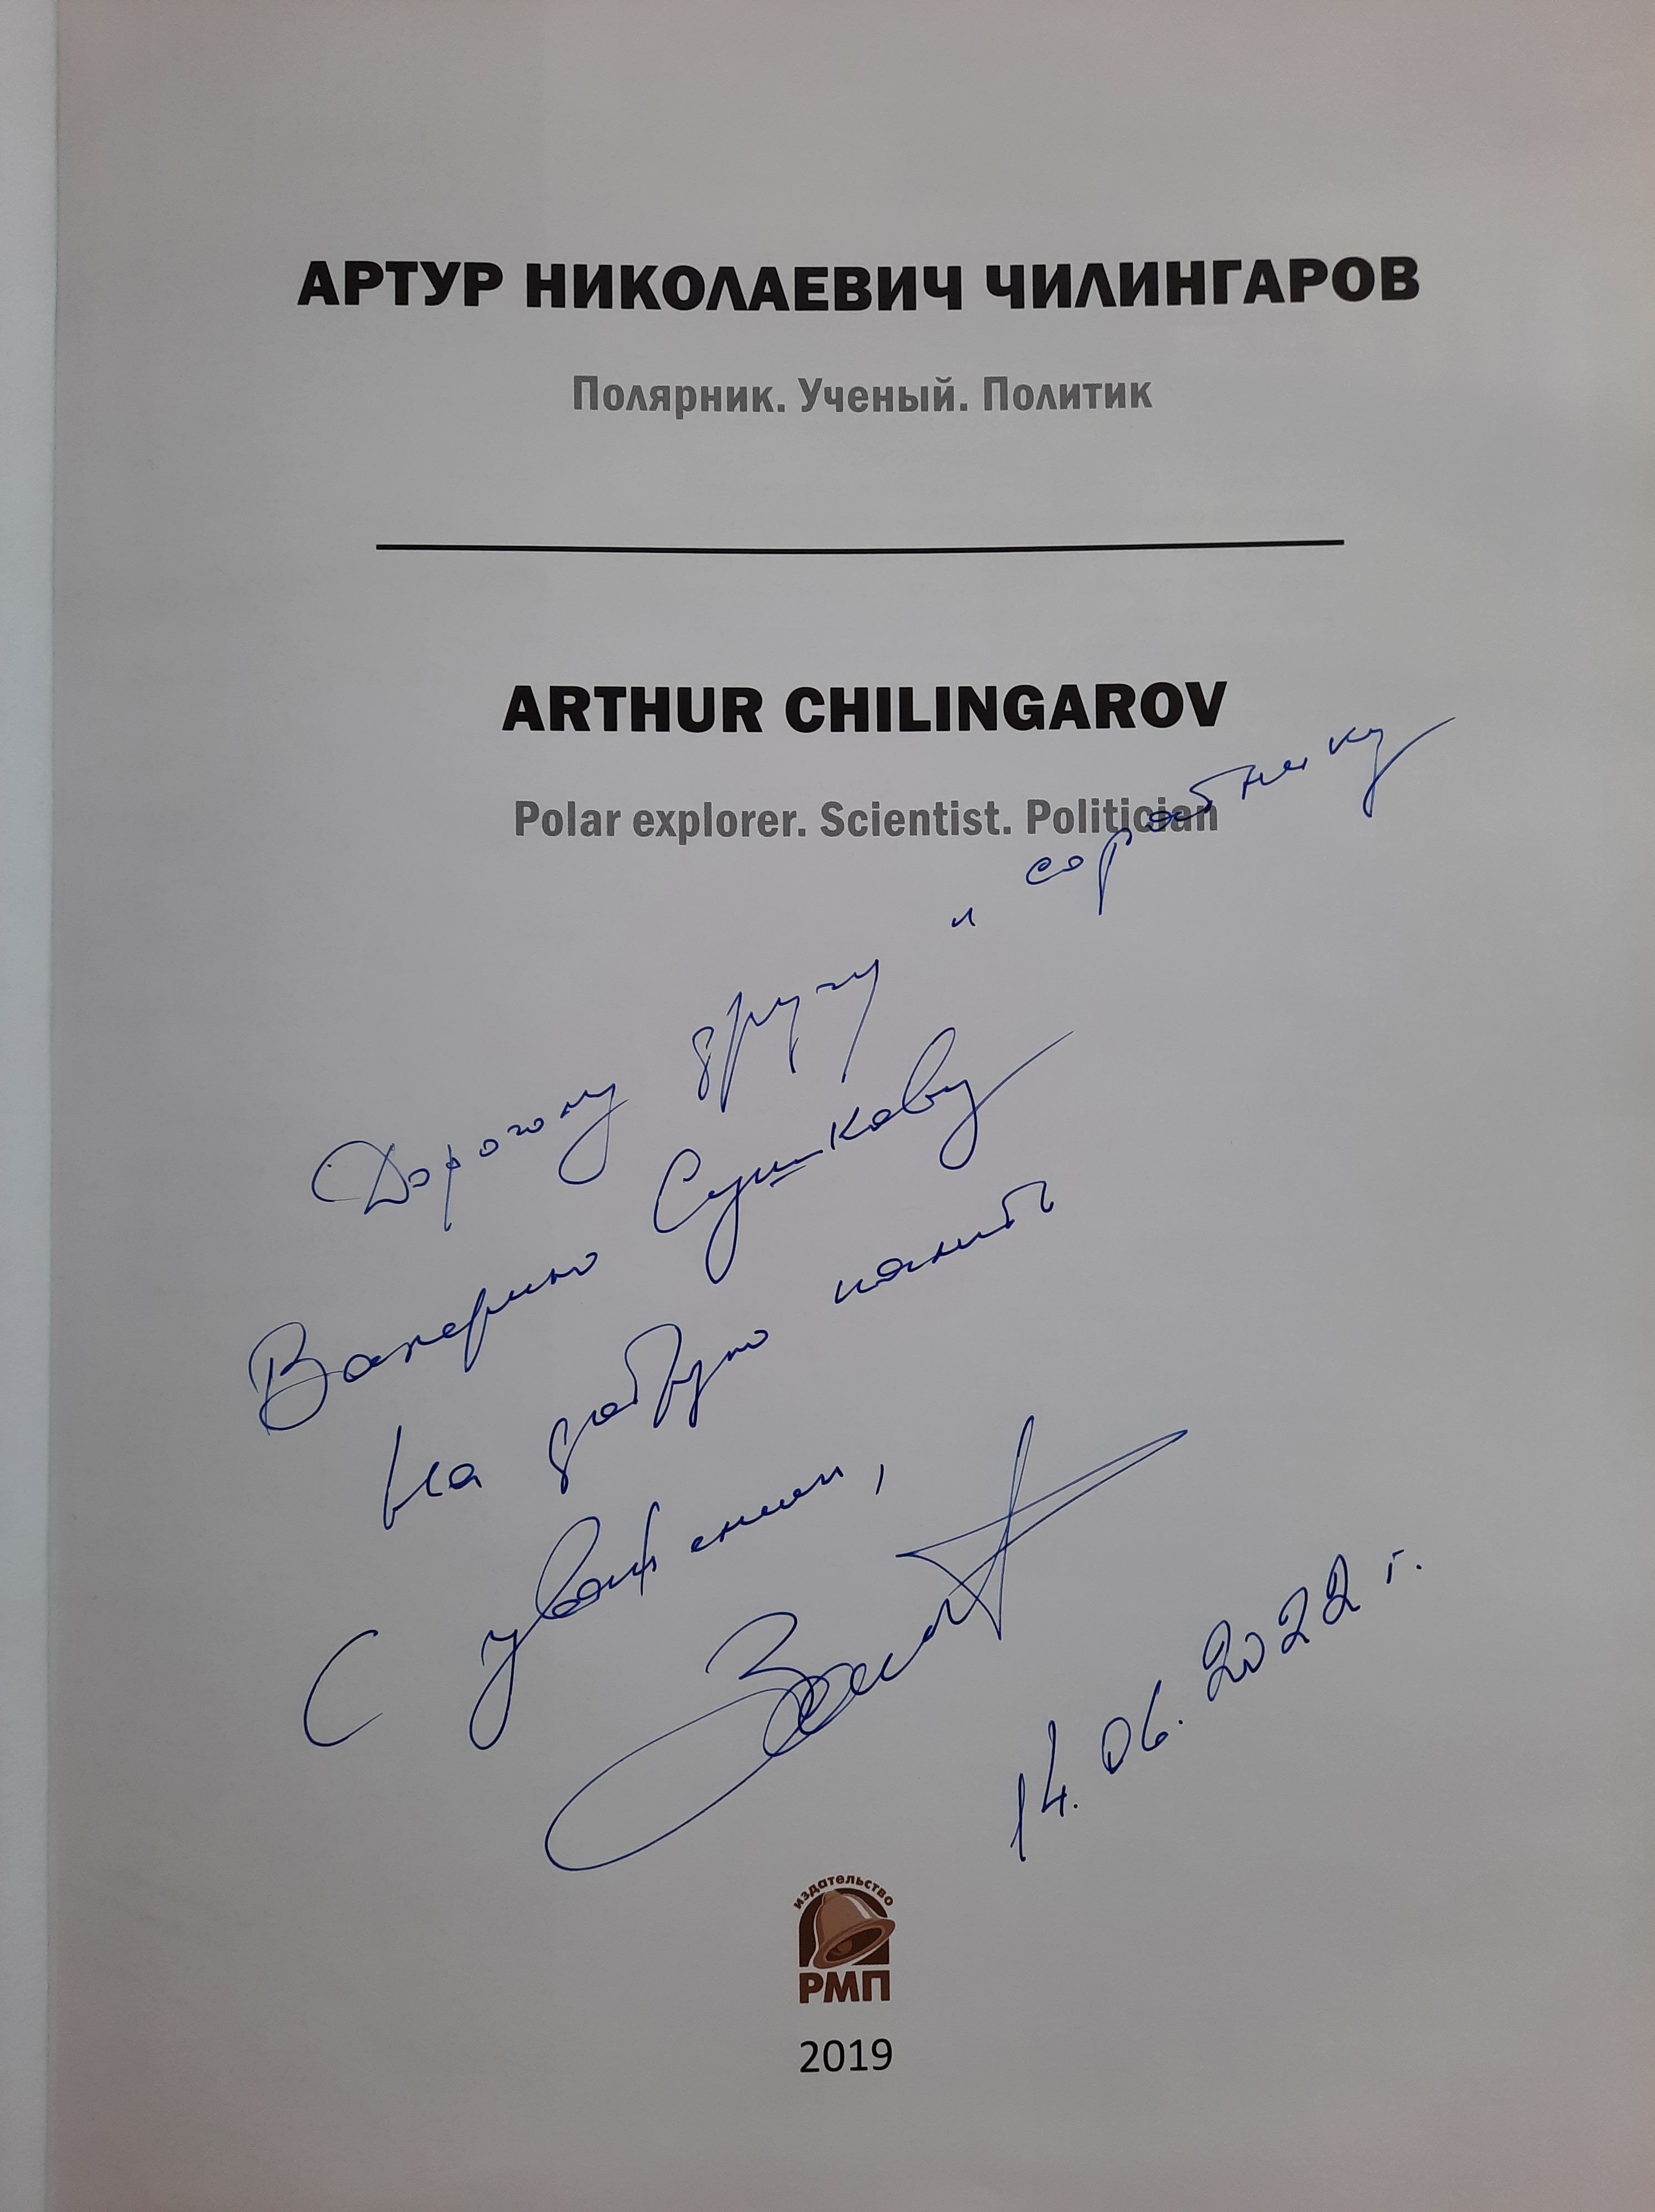 АРТУР НИКОЛАЕВИЧ ЧИЛИНГАРОВ
Полярник. Ученый. Политик
ARTHUR CHILINGAROV
Polar explorer. Scientist. Politician
Дорогому другу и соратнику
Валерию Сушкову
на добрую память
С уважением,
14.06.2022 г.
издательство
РМП
2019